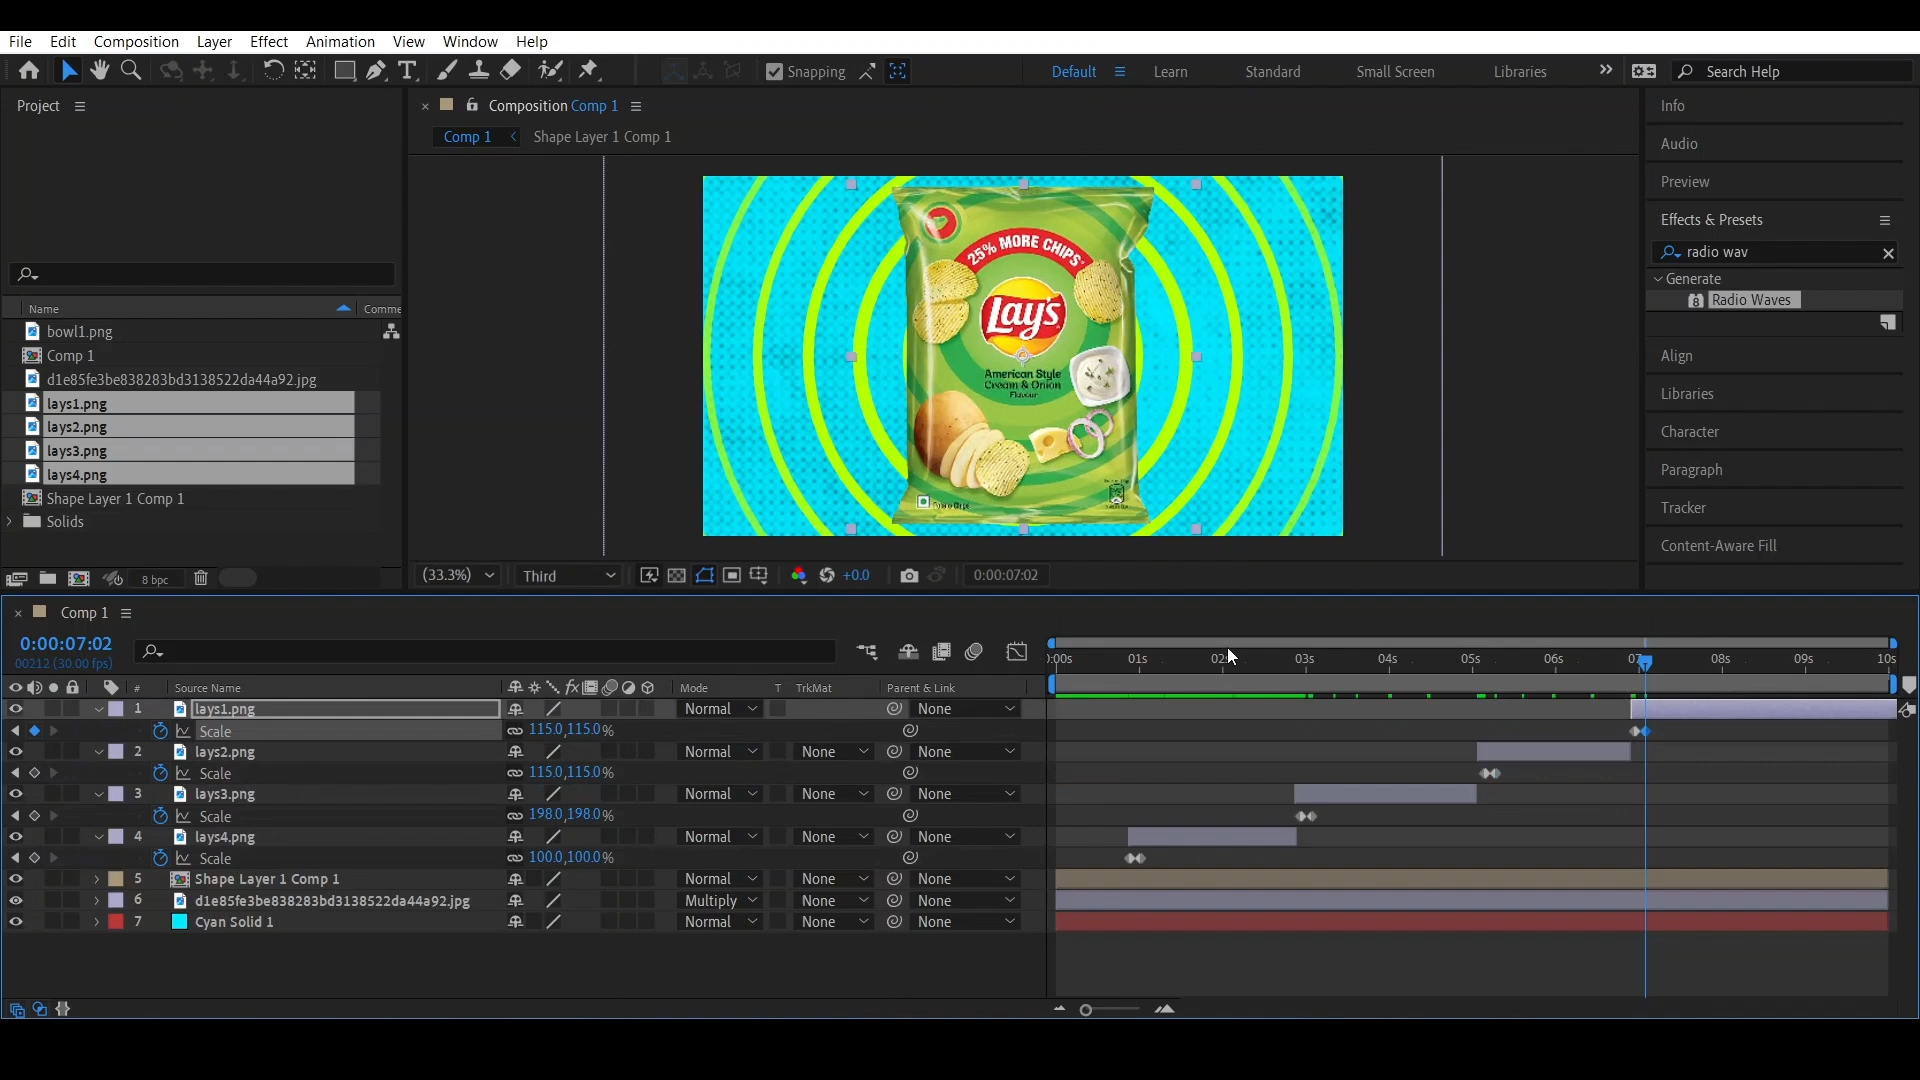 File Edit Composition Layer Effect Animation View Window Help
Snapping Default Learn Standard Small Screen Libraries Search Help
Project
Composition Comp 1
Comp 1 Shape Layer 1 Comp 1
Name Comme
bowl1.png
Comp 1
d1e85fe3be838283bd3138522da44a92.jpg
lays1.png
lays2.png
lays3.png
lays4.png
Shape Layer 1 Comp 1
Solids
8 bpc
25% MORE CHIPS*
Lay's
American Style
Cream & Onion
Flavour
(33.3%) Third +0.0 0:00:07:02
Info
Audio
Preview
Effects & Presets
radio wav
Generate
8 Radio Waves
Align
Libraries
Character
Paragraph
Tracker
Content-Aware Fill
Comp 1
0:00:07:02
00212 (30.00 fps)
:00s 01s 02s 03s 04s 05s 06s 07s 08s 09s 10s
# Source Name fx Mode T TrkMat Parent & Link
1 lays1.png Normal None
Scale 115.0,115.0%
2 lays2.png Normal None None
Scale 115.0,115.0%
3 lays3.png Normal None None
Scale 198.0,198.0%
4 lays4.png Normal None None
Scale 100.0,100.0%
5 Shape Layer 1 Comp 1 Normal None None
6 d1e85fe3be838283bd3138522da44a92.jpg Multiply None None
7 Cyan Solid 1 Normal None None